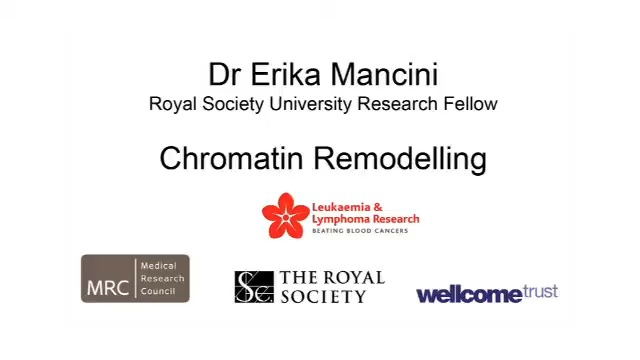 Dr Erika Mancini
Royal Society University Research Fellow
Chromatin Remodelling
Leukaemia &
Lymphoma Research
BEATING BLOOD CANCERS
MRC
Medical
Research
Council
THE ROYAL
SOCIETY
wellcometrust